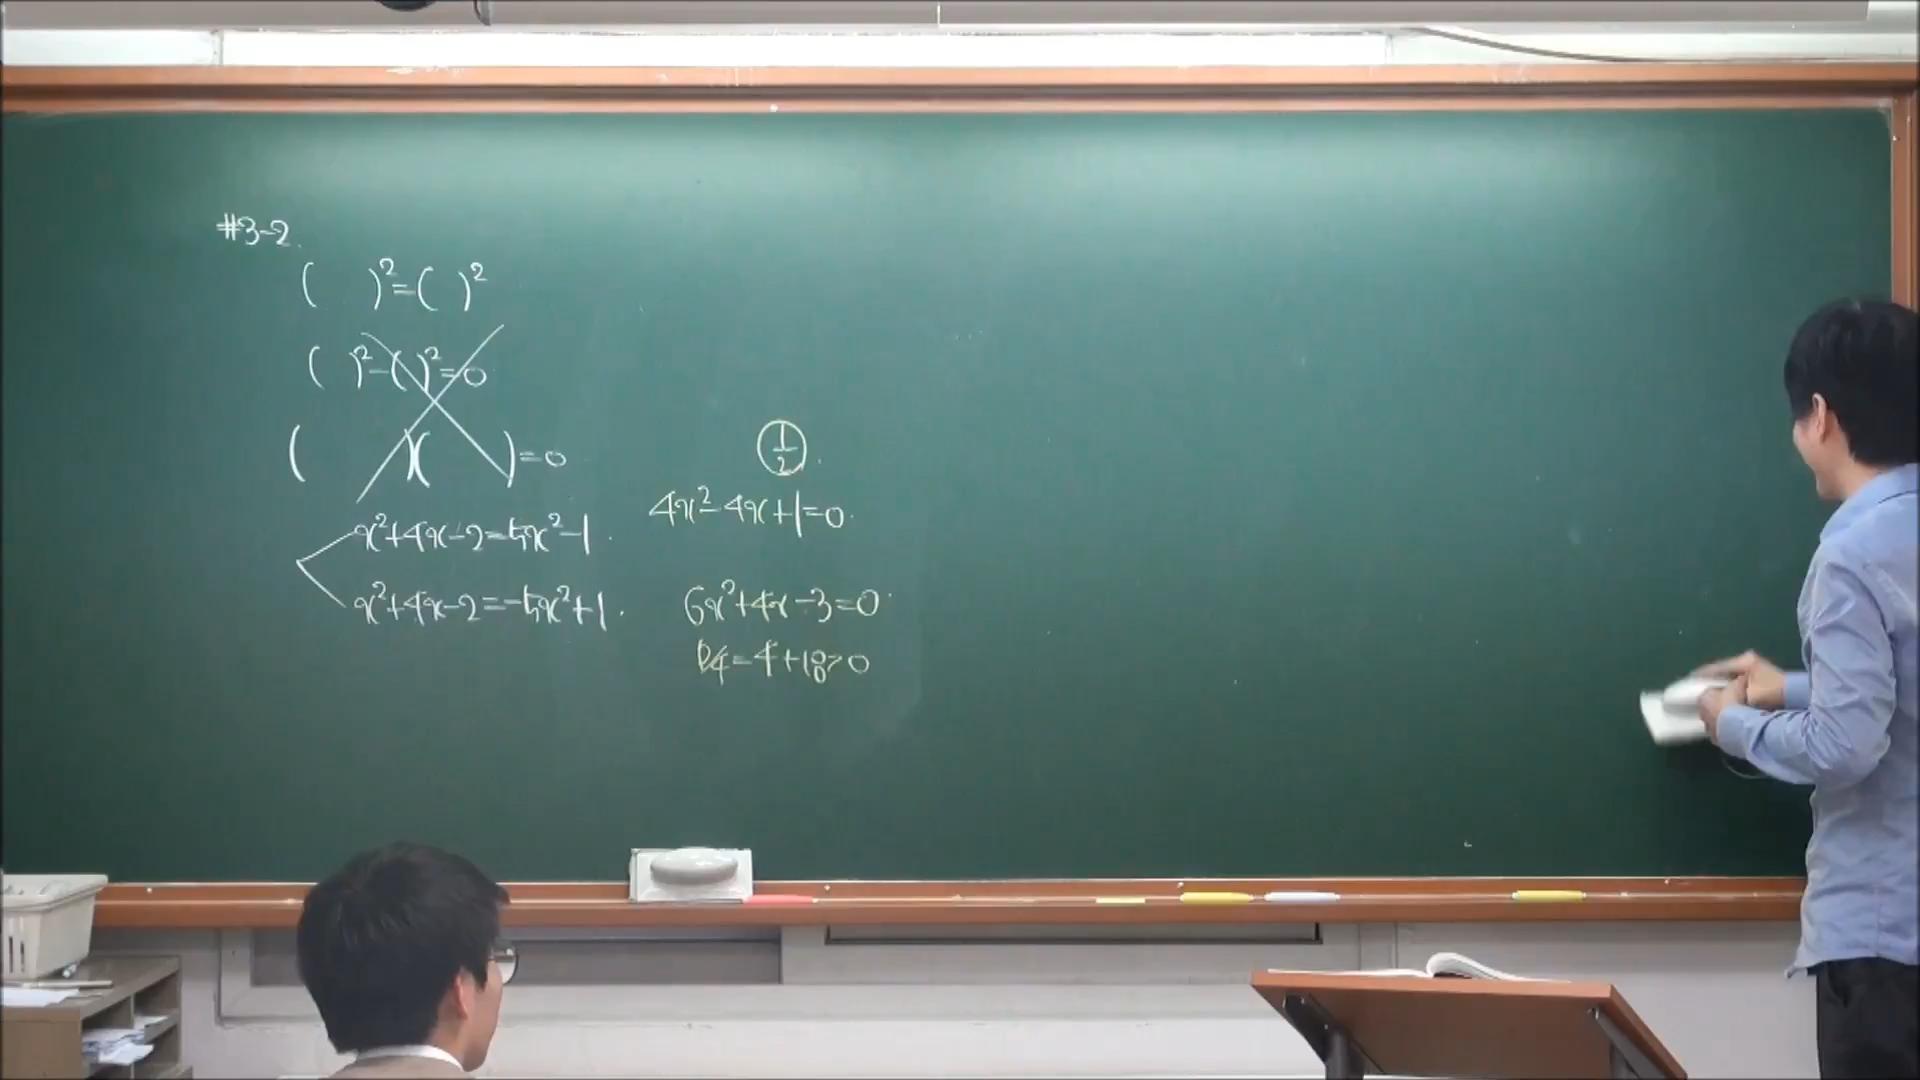 #3-2.
(   )²=(   )²
(   )²-(   )²=0
(   )(   )=0
x²+4x-2=5x²-1.
x²+4x-2=-5x²+1.
1/2.
4x²-4x+1=0.
6x²+4x-3=0
D/4=4+18>0